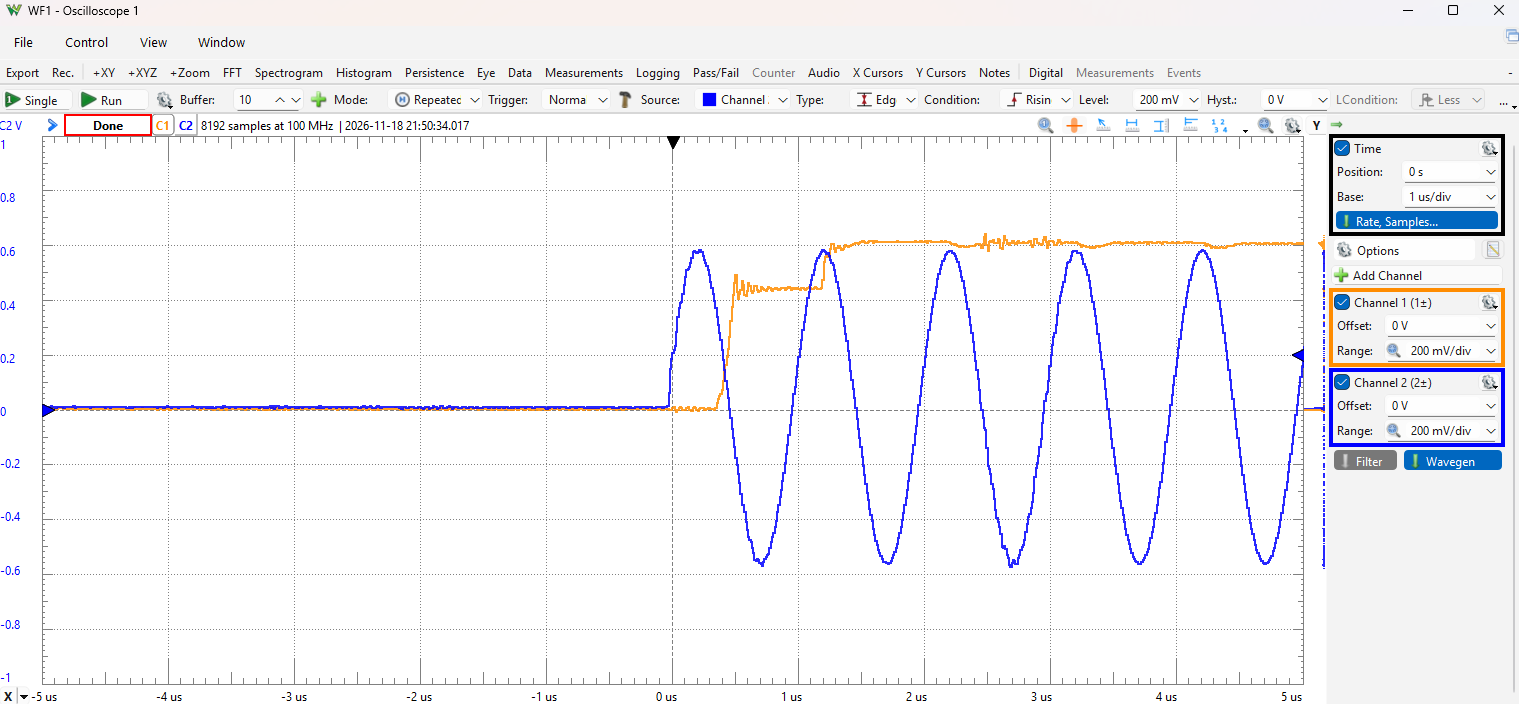 WF1 - Oscilloscope 1
File Control View Window
Export Rec. +XY +XYZ +Zoom FFT Spectrogram Histogram Persistence Eye Data Measurements Logging Pass/Fail Counter Audio X Cursors Y Cursors Notes Digital Measurements Events
1 Single Run Buffer: 10 Mode: Repeatec Trigger: Norma Source: Channel Type: Edg Condition: Risin Level: 200 mV Hyst.: 0 V LCondition: Less ...
C2 V Done C1 C2 8192 samples at 100 MHz | 2026-11-18 21:50:34.017 Y
1
0.8
0.6
0.4
0.2
0
-0.2
-0.4
-0.6
-0.8
-1
X -5 us -4 us -3 us -2 us -1 us 0 us 1 us 2 us 3 us 4 us 5 us
Time
Position: 0 s
Base: 1 us/div
Rate, Samples...
Options
Add Channel
Channel 1 (1±)
Offset: 0 V
Range: 200 mV/div
Channel 2 (2±)
Offset: 0 V
Range: 200 mV/div
Filter Wavegen